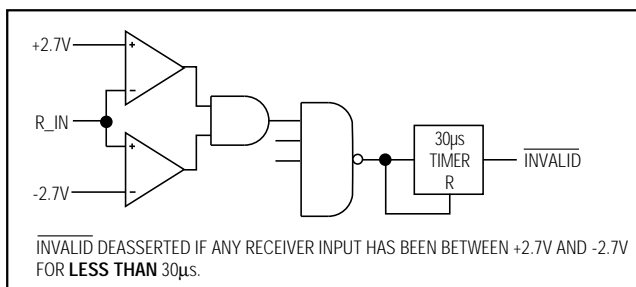 +2.7V
+
-
R_IN
+
-
-2.7V
30μs
TIMER
R
INVALID
INVALID DEASSERTED IF ANY RECEIVER INPUT HAS BEEN BETWEEN +2.7V AND -2.7V
FOR LESS THAN 30μs.